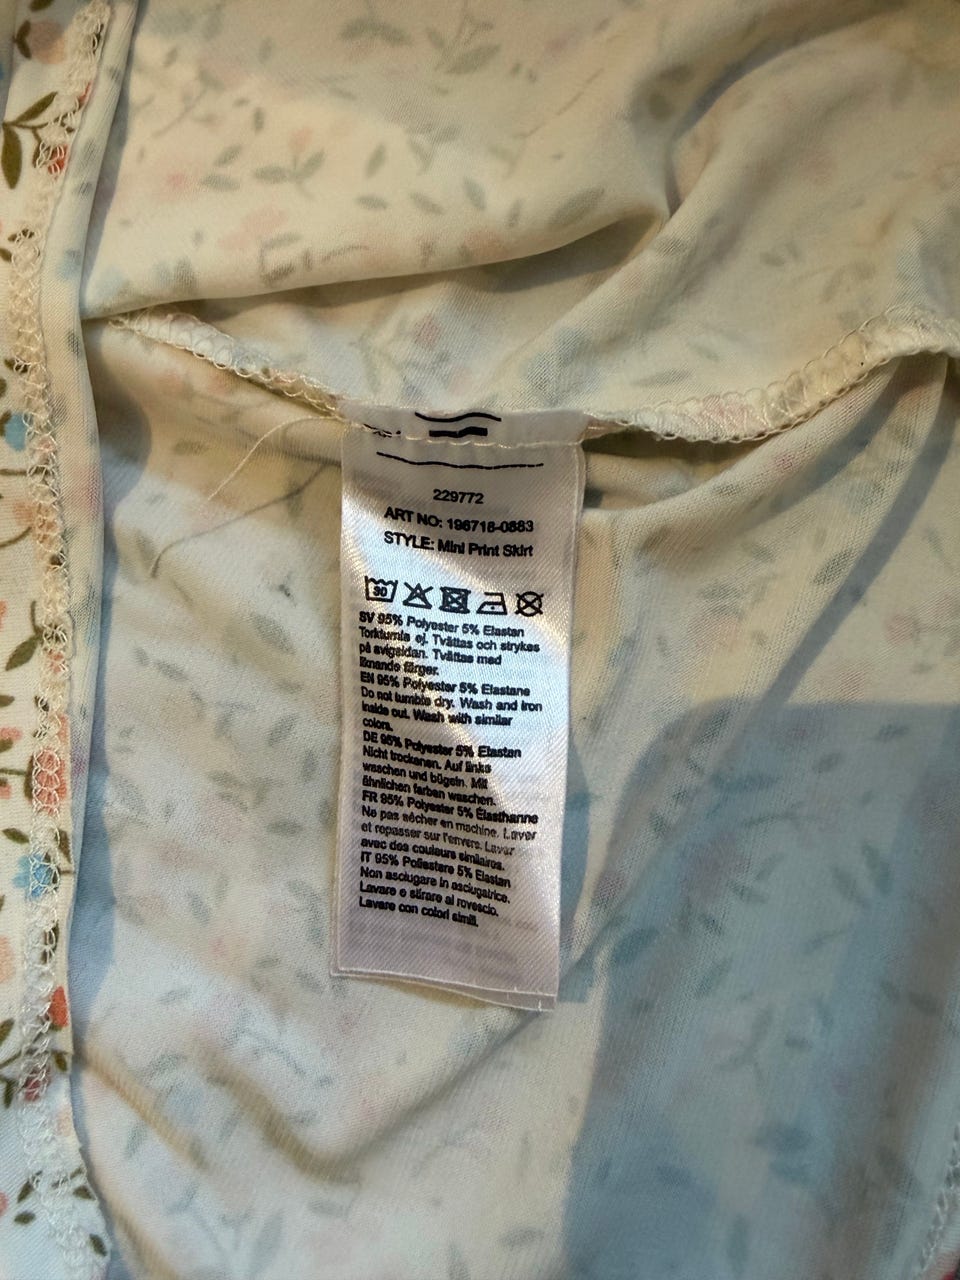 229772
ART NO: 196718-0883
STYLE: Mini Print Skirt
30
SV 95% Polyester 5% Elastan
Torktumla ej. Tvättas och strykes
på avigsidan. Tvättas med
liknande färger.
EN 95% Polyester 5% Elastane
Do not tumble dry. Wash and iron
inside out. Wash with similar
colors.
DE 95% Polyester 5% Elastan
Nicht trockenen. Auf links
waschen und bügeln. Mit
ähnlichen farben waschen.
FR 95% Polyester 5% Élasthanne
Ne pas sécher en machine. Laver
et repasser sur l'envers. Laver
avec des couleurs similaires.
IT 95% Poliestere 5% Elastan
Non asciugare in asciugatrice.
Lavare e stirare al rovescio.
Lavare con colori simili.